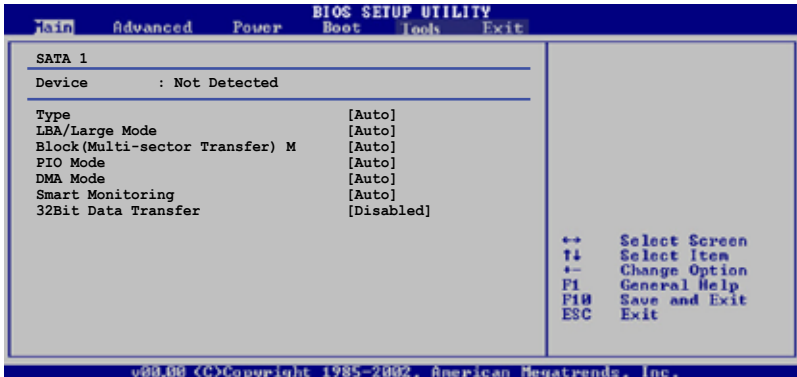 BIOS SETUP UTILITY
Main Advanced Power Boot Tools Exit
SATA 1
Device : Not Detected
Type [Auto]
LBA/Large Mode [Auto]
Block(Multi-sector Transfer) M [Auto]
PIO Mode [Auto]
DMA Mode [Auto]
Smart Monitoring [Auto]
32Bit Data Transfer [Disabled]
←→ Select Screen
↑↓ Select Item
+- Change Option
F1 General Help
F10 Save and Exit
ESC Exit
v00.00 (C)Copyright 1985-2002, American Megatrends, Inc.